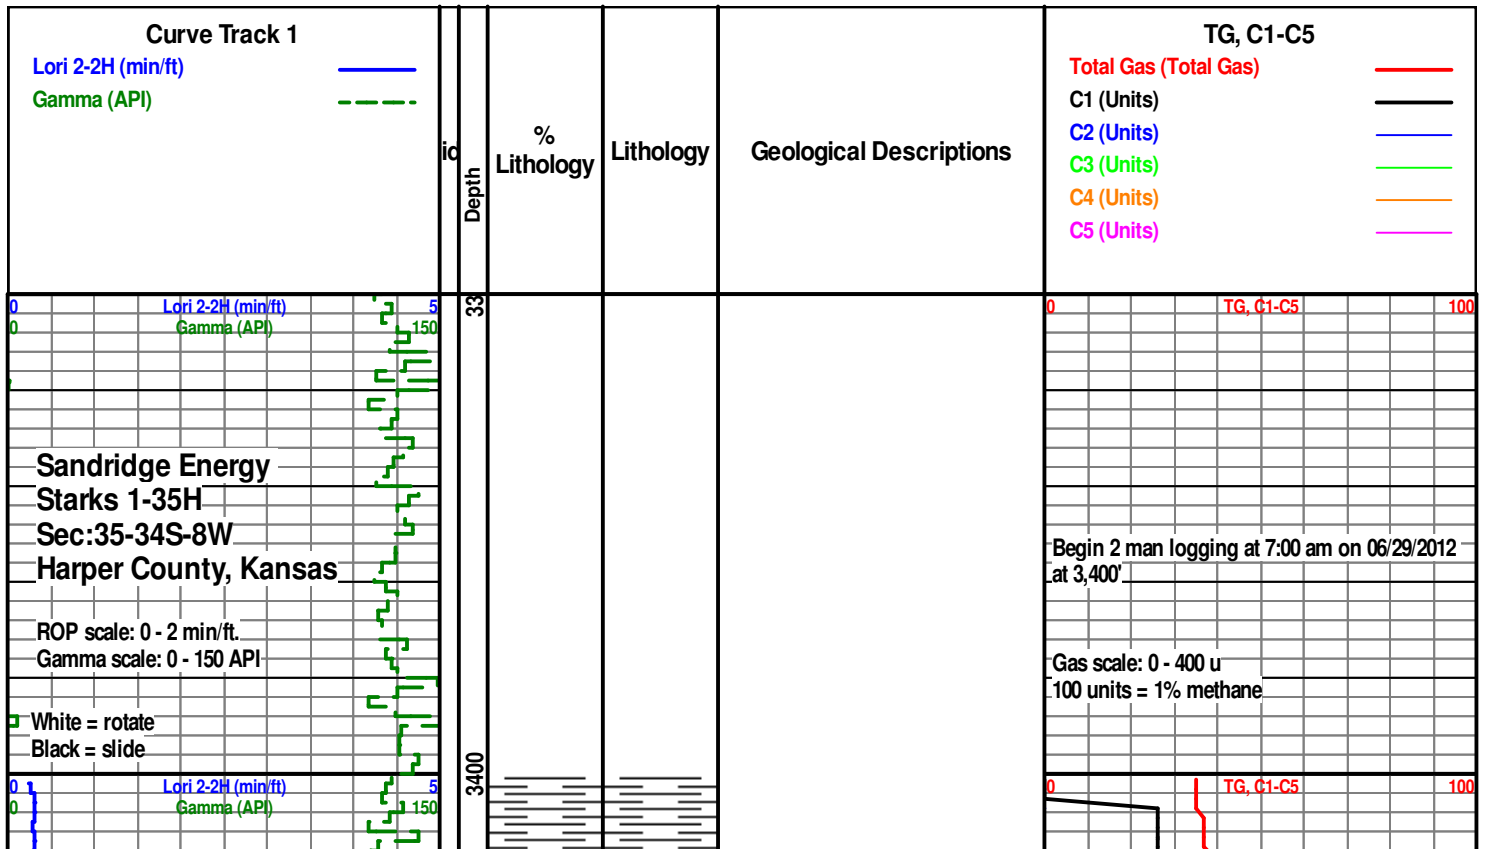 Curve Track 1
Lori 2-2H (min/ft)
Gamma (API)
id
Depth
%
Lithology
Lithology
Geological Descriptions
TG, C1-C5
Total Gas (Total Gas)
C1 (Units)
C2 (Units)
C3 (Units)
C4 (Units)
C5 (Units)
0 Lori 2-2H (min/ft) 5
0 Gamma (API) 150
33
0 TG, C1-C5 100
Sandridge Energy
Starks 1-35H
Sec:35-34S-8W
Harper County, Kansas
ROP scale: 0 - 2 min/ft.
Gamma scale: 0 - 150 API
White = rotate
Black = slide
Begin 2 man logging at 7:00 am on 06/29/2012
at 3,400'
Gas scale: 0 - 400 u
100 units = 1% methane
3400
0 Lori 2-2H (min/ft) 5
0 Gamma (API) 150
0 TG, C1-C5 100